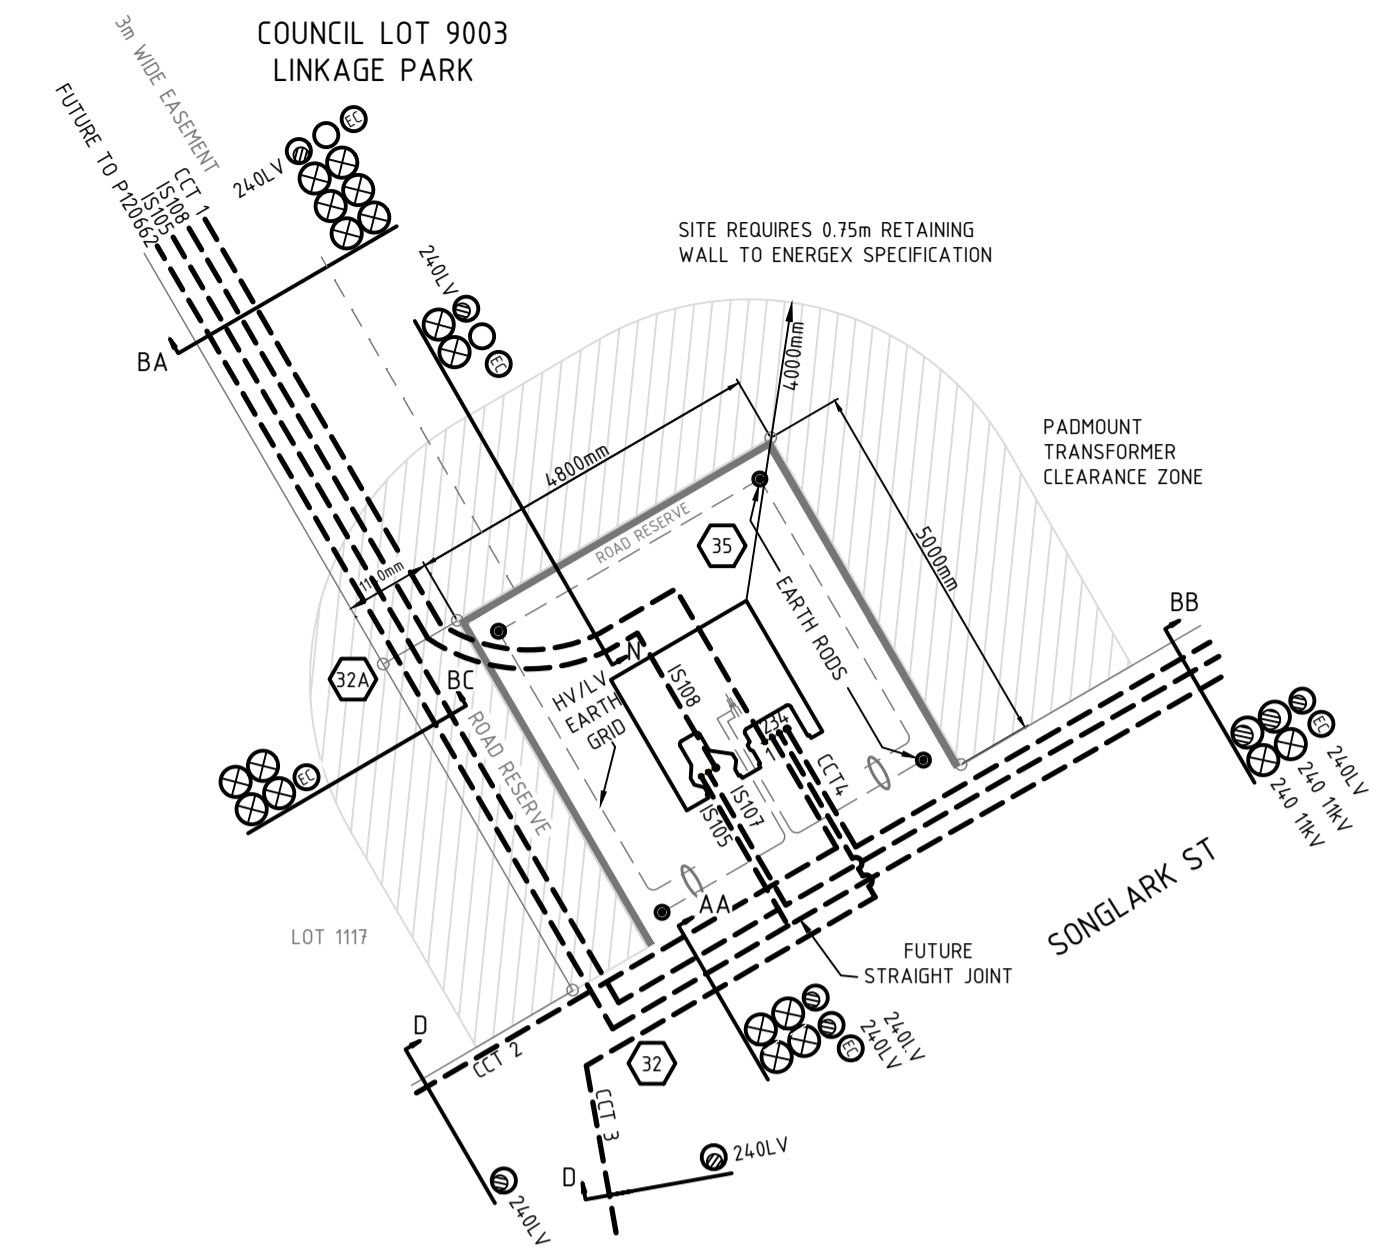 COUNCIL LOT 9003
LINKAGE PARK
3m WIDE EASEMENT
FUTURE TO P120662
IS105
IS108
CCT 1
240LV
EC
BA
240LV
EC
SITE REQUIRES 0.75m RETAINING
WALL TO ENERGEX SPECIFICATION
4000mm
4800mm
PADMOUNT
TRANSFORMER
CLEARANCE ZONE
5000mm
ROAD RESERVE
35
EARTH RODS
BB
32A
BC
N
HV/LV
EARTH
GRID
IS108
234
1
CCT4
IS107
IS105
ROAD RESERVE
EC
EC
240LV
240 11kV
240 11kV
AA
LOT 1117
FUTURE
STRAIGHT JOINT
SONGLARK ST
EC
240LV
240LV
D
CCT 2
32
CCT 3
D
240LV
240LV